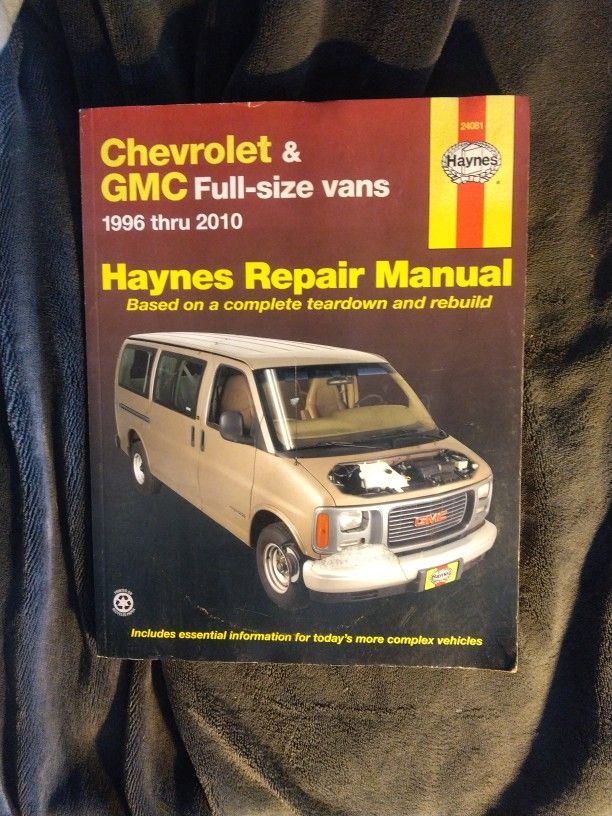 24081
Haynes
Chevrolet &
GMC Full-size vans
1996 thru 2010
Haynes Repair Manual
Based on a complete teardown and rebuild
GMC
Haynes
Includes essential information for today's more complex vehicles